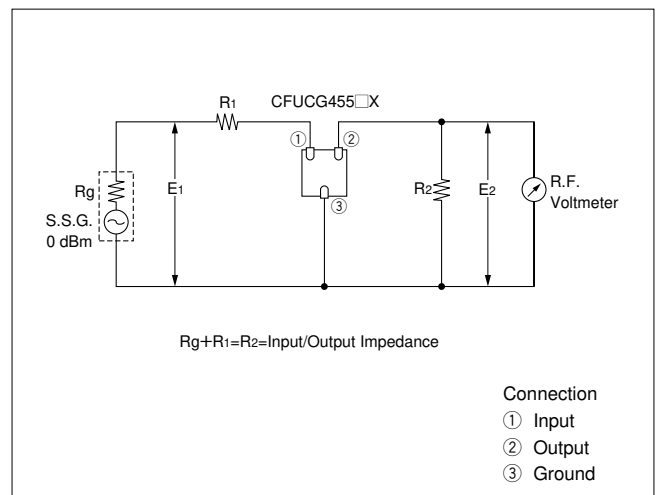 R1
CFUCG455□X
① ②
Rg
S.S.G.
0 dBm
E1
③
R2
E2
R.F.
Voltmeter
Rg+R1=R2=Input/Output Impedance
Connection
① Input
② Output
③ Ground